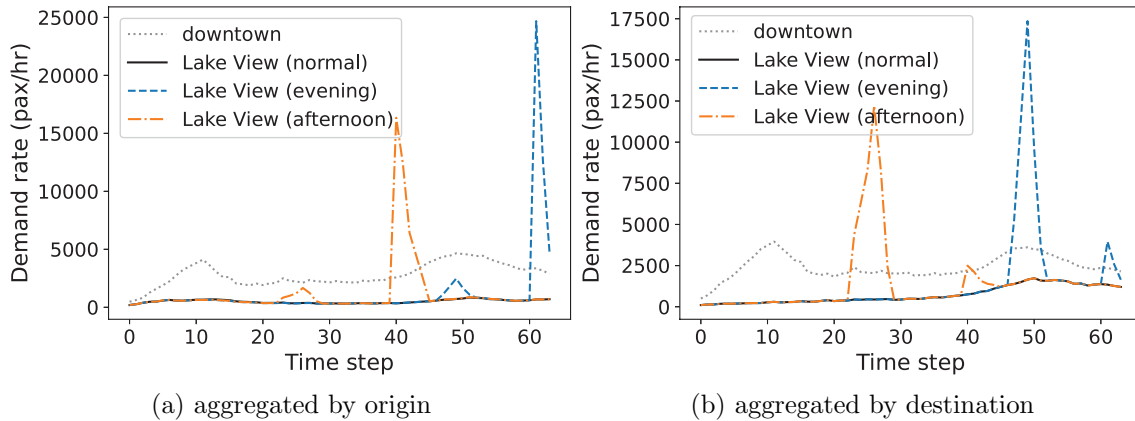 25000
20000
15000
10000
5000
0
Demand rate (pax/hr)
downtown
Lake View (normal)
Lake View (evening)
Lake View (afternoon)
0 10 20 30 40 50 60
Time step
(a) aggregated by origin
17500
15000
12500
10000
7500
5000
2500
0
Demand rate (pax/hr)
downtown
Lake View (normal)
Lake View (evening)
Lake View (afternoon)
0 10 20 30 40 50 60
Time step
(b) aggregated by destination